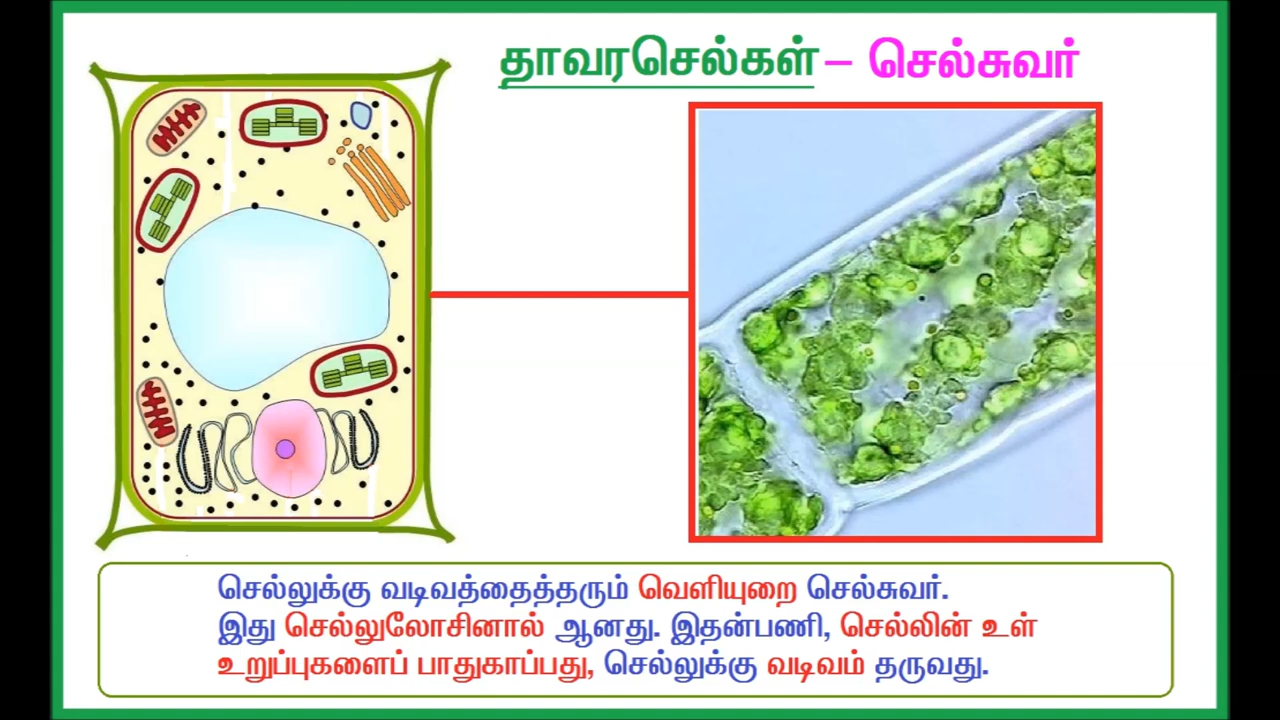 தாவரசெல்கள் – செல்சுவர்
செல்லுக்கு வடிவத்தைத்தரும் வெளியுறை செல்சுவர்.
இது செல்லுலோசினால் ஆனது. இதன்பணி, செல்லின் உள்
உறுப்புகளைப் பாதுகாப்பது, செல்லுக்கு வடிவம் தருவது.